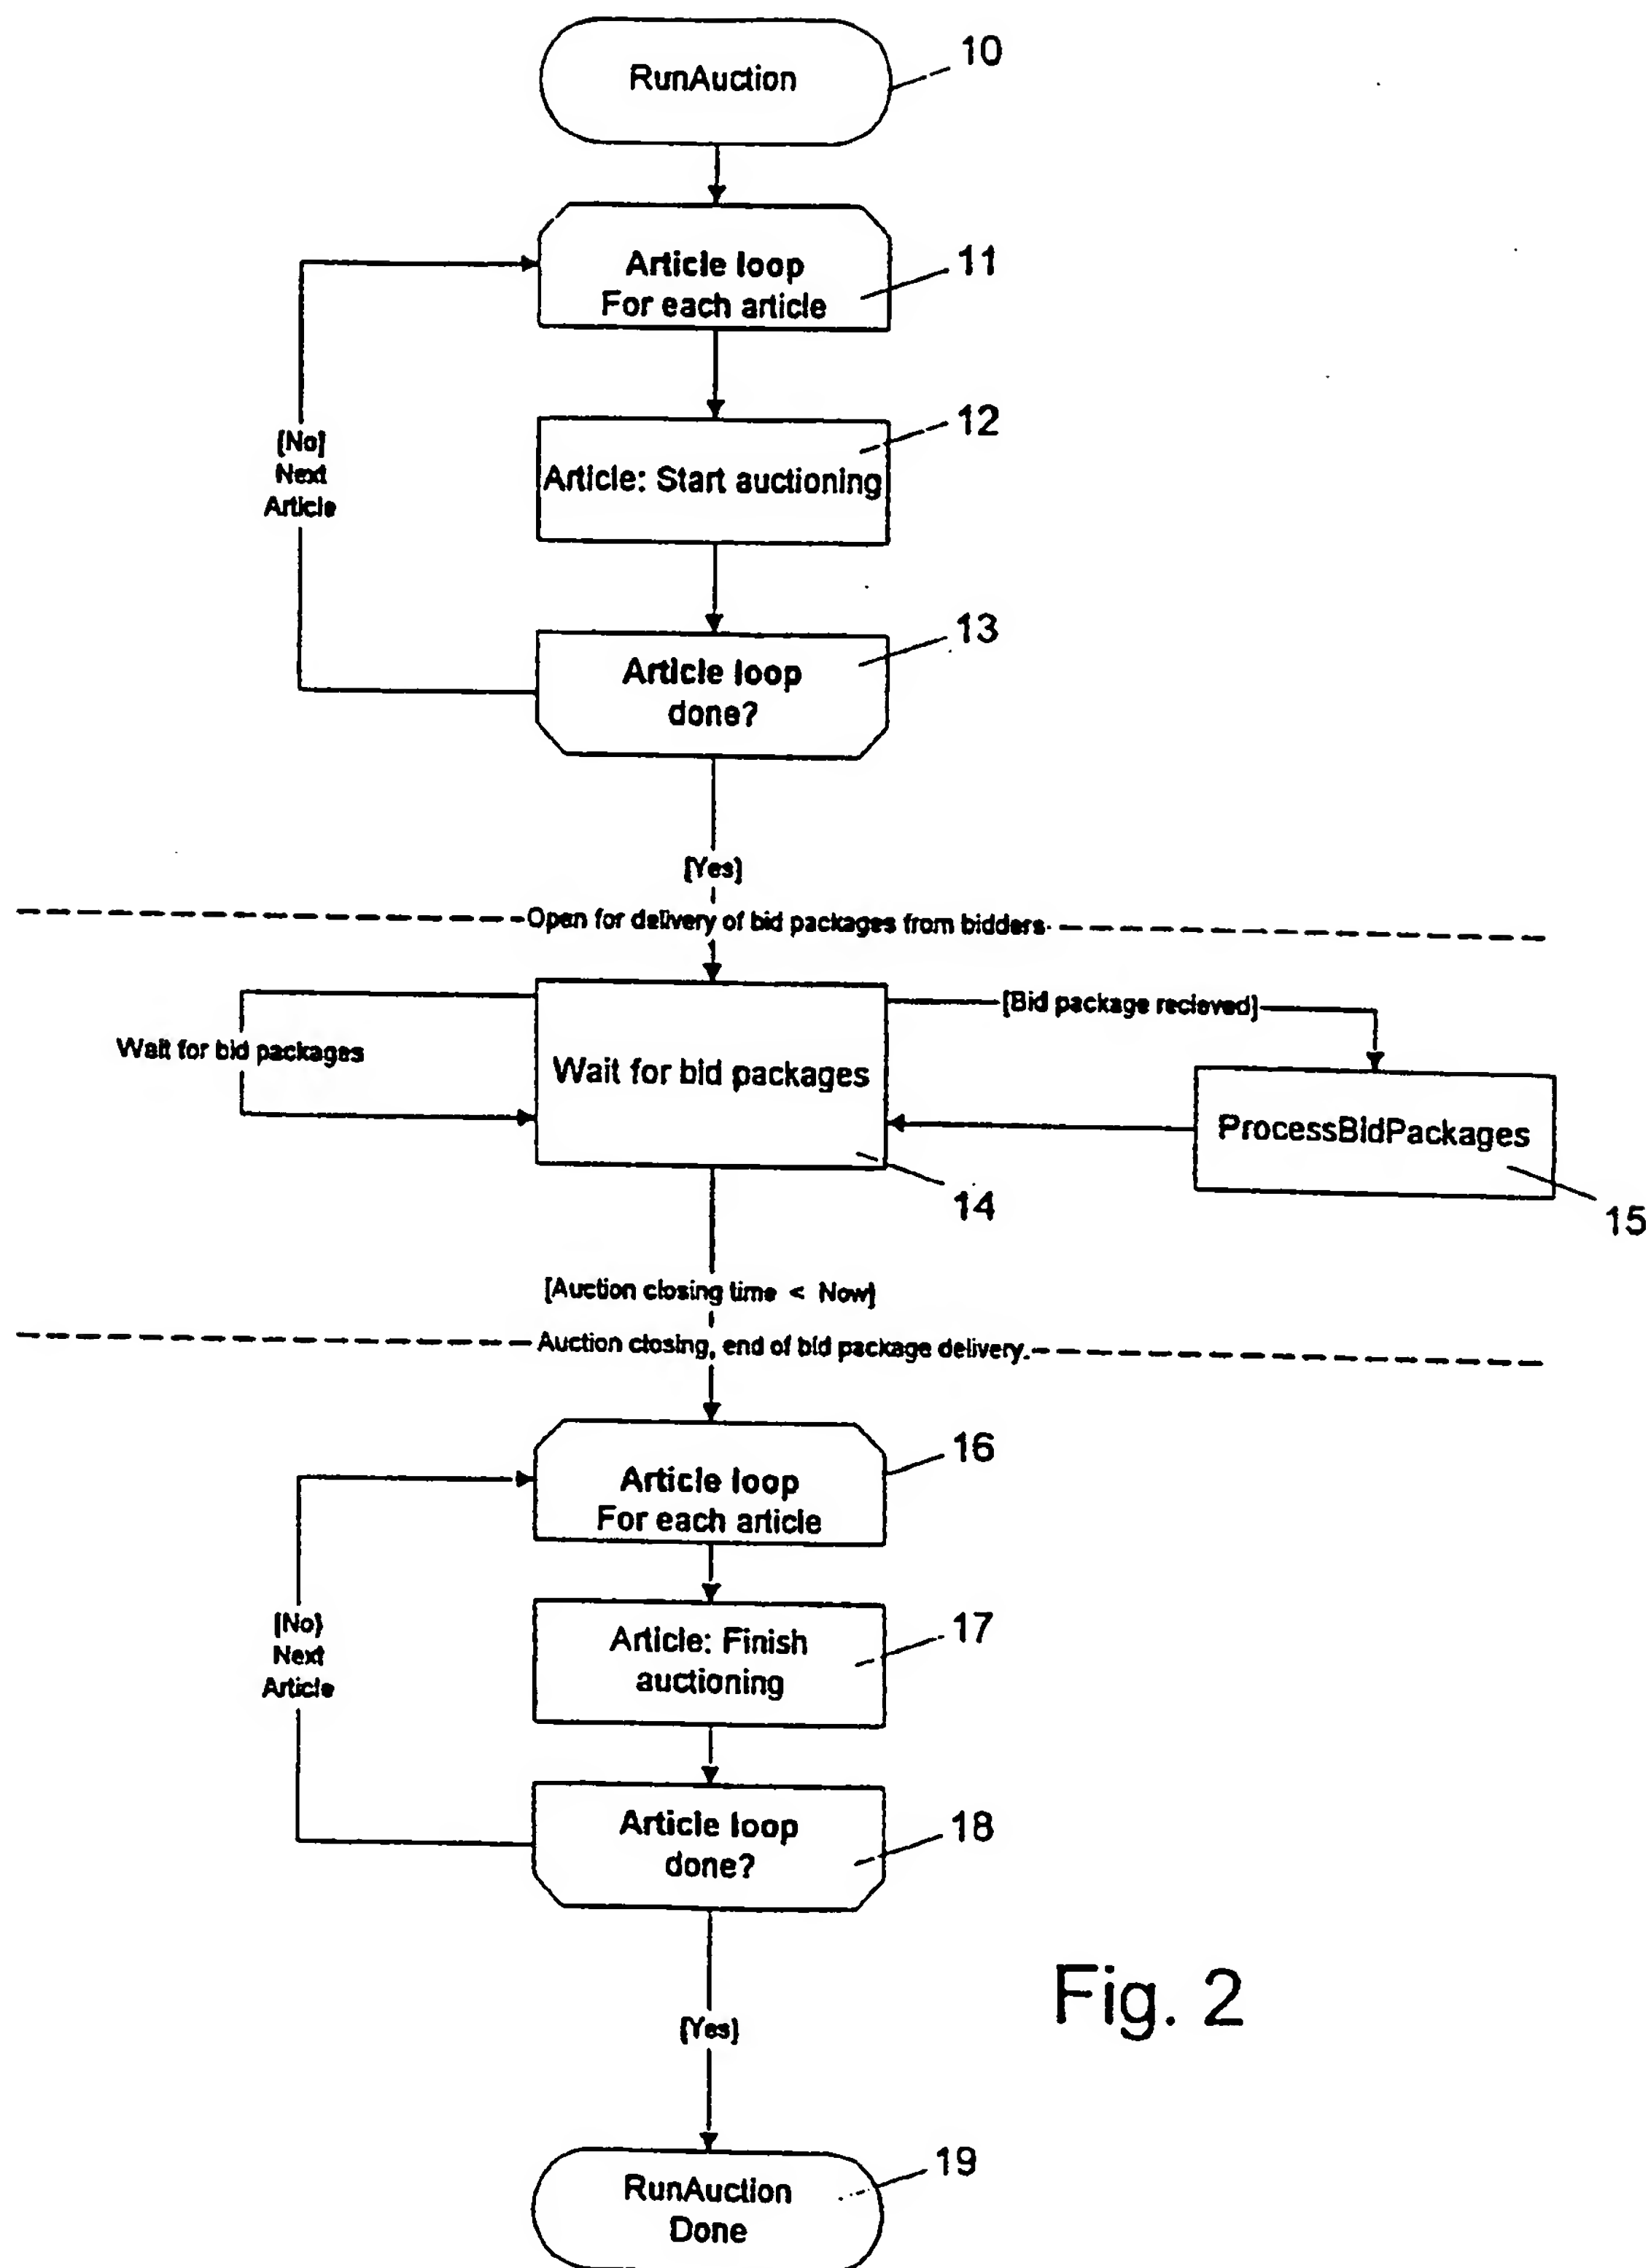 RunAuction
10
Article loop
For each article
11
[No]
Next
Article
Article: Start auctioning
12
Article loop
done?
13
[Yes]
Open for delivery of bid packages from bidders
Wait for bid packages
Wait for bid packages
14
[Bid package recieved]
ProcessBidPackages
15
[Auction closing time < Now]
Auction closing, end of bid package delivery.
Article loop
For each article
16
[No]
Next
Article
Article: Finish
auctioning
17
Article loop
done?
18
[Yes]
Fig. 2
RunAuction
Done
19